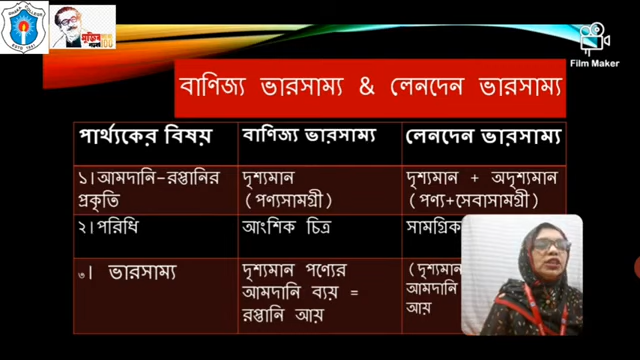 Film Maker
বাণিজ্য ভারসাম্য & লেনদেন ভারসাম্য
পার্থ্যকের বিষয় বাণিজ্য ভারসাম্য লেনদেন ভারসাম্য
১।আমদানি-রপ্তানির দৃশ্যমান দৃশ্যমান + অদৃশ্যমান
প্রকৃতি (পণ্যসামগ্রী) (পণ্য+সেবাসামগ্রী)
২।পরিধি আংশিক চিত্র সামগ্রিক
৩। ভারসাম্য দৃশ্যমান পণ্যের (দৃশ্যমান
আমদানি ব্যয় = আমদানি
রপ্তানি আয় আয়